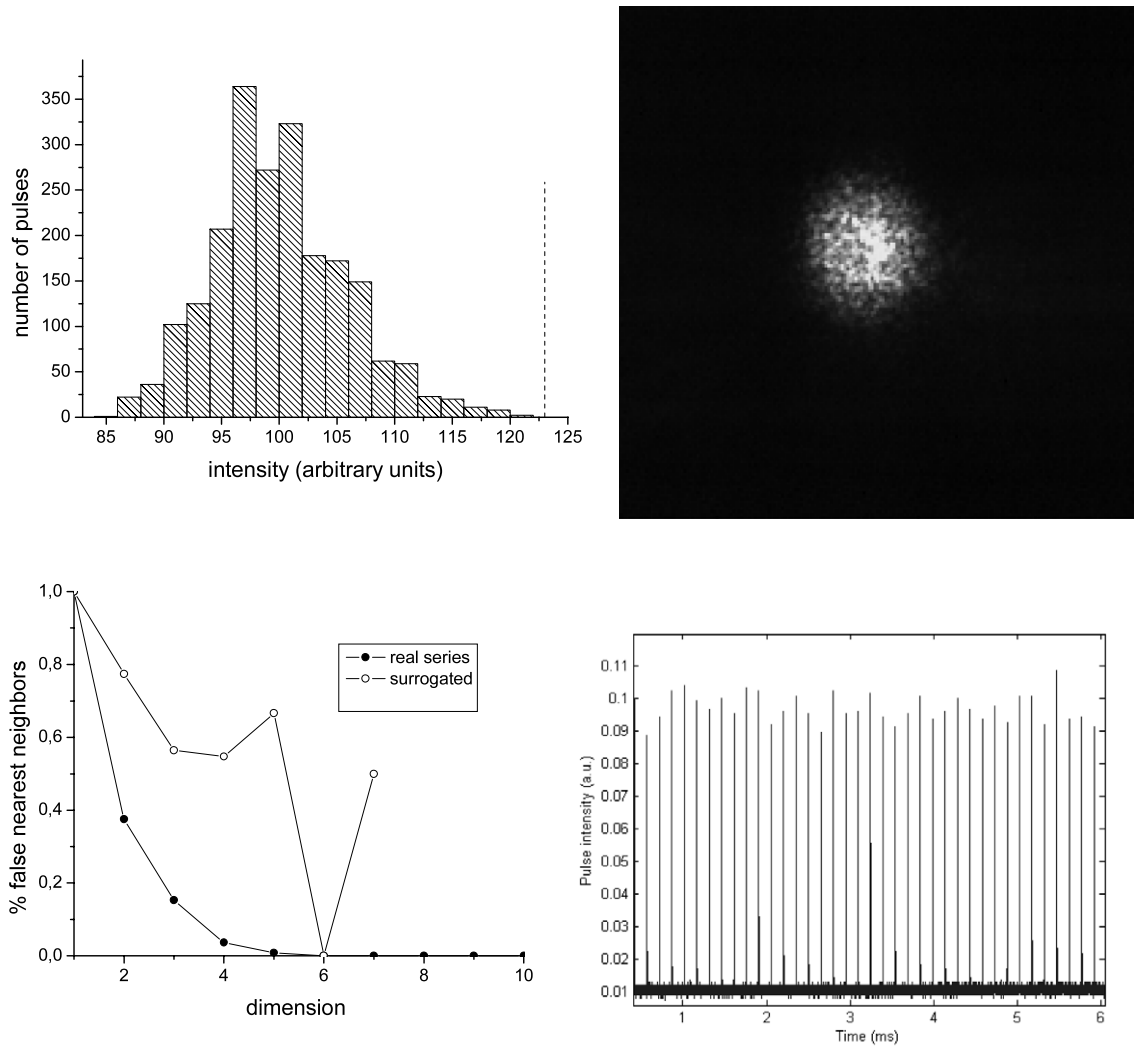 350
300
250
200
150
100
50
0
number of pulses
85 90 95 100 105 110 115 120 125
intensity (arbitrary units)
1,0
0,8
0,6
0,4
0,2
0,0
% false nearest neighbors
real series
surrogated
2 4 6 8 10
dimension
0.11
0.1
0.09
0.08
0.07
0.06
0.05
0.04
0.03
0.02
0.01
Pulse intensity (a.u.)
1 2 3 4 5 6
Time (ms)